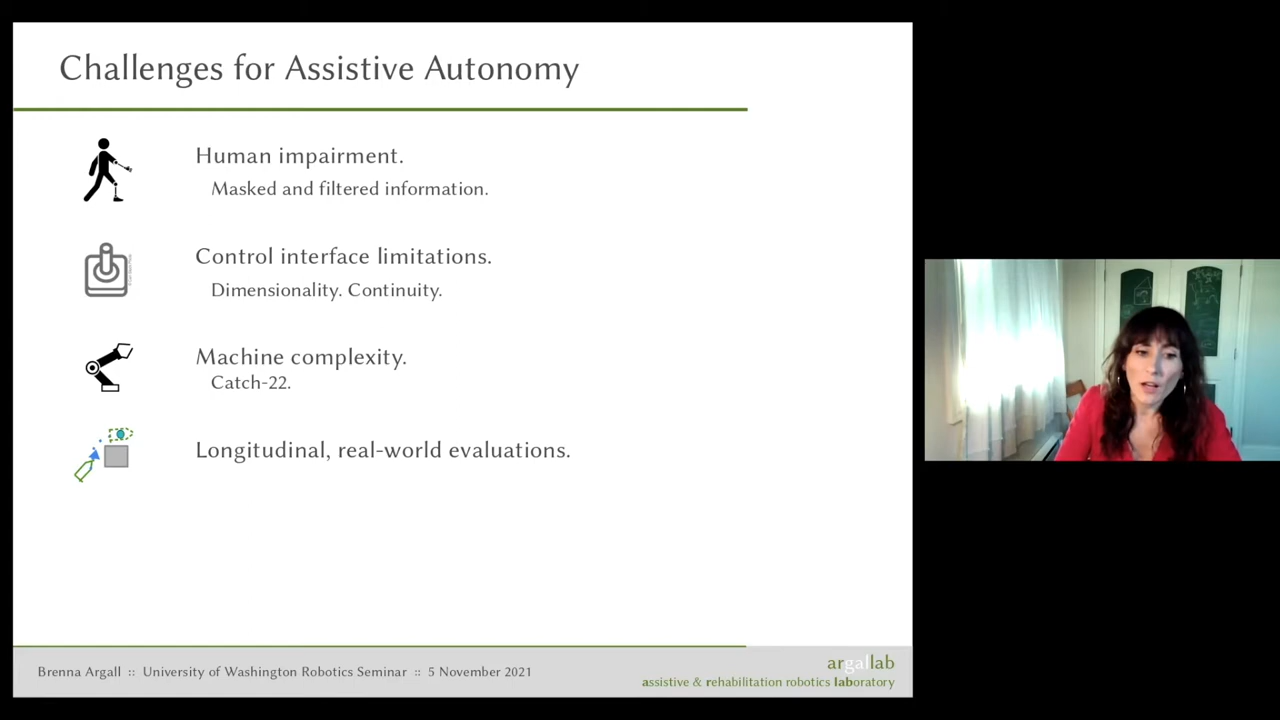 Challenges for Assistive Autonomy
Human impairment.
Masked and filtered information.
Control interface limitations.
Dimensionality. Continuity.
Machine complexity.
Catch-22.
Longitudinal, real-world evaluations.
Brenna Argall :: University of Washington Robotics Seminar :: 5 November 2021
argallab
assistive & rehabilitation robotics laboratory